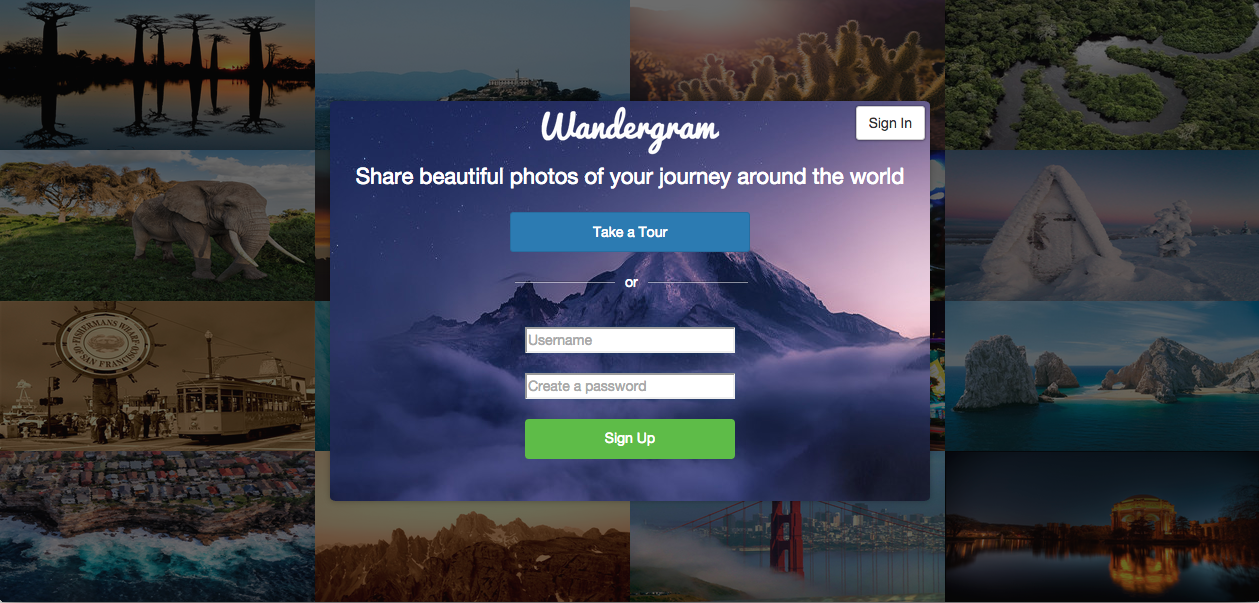 Wandergram
Sign In
Share beautiful photos of your journey around the world
Take a Tour
or
Username
Create a password
Sign Up
FISHERMANS WHARF
OF SAN FRANCISCO